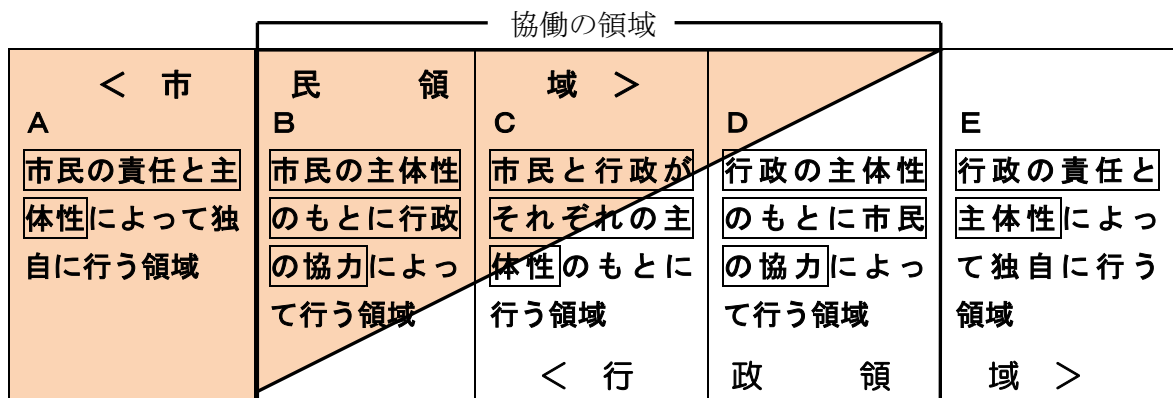 協働の領域
＜ 市 民 領 域 ＞
A
市民の責任と主
体性によって独
自に行う領域
B
市民の主体性
のもとに行政
の協力によっ
て行う領域
C
市民と行政が
それぞれの主
体性のもとに
行う領域
D
行政の主体性
のもとに市民
の協力によっ
て行う領域
E
行政の責任と
主体性によっ
て独自に行う
領域
＜ 行 政 領 域 ＞